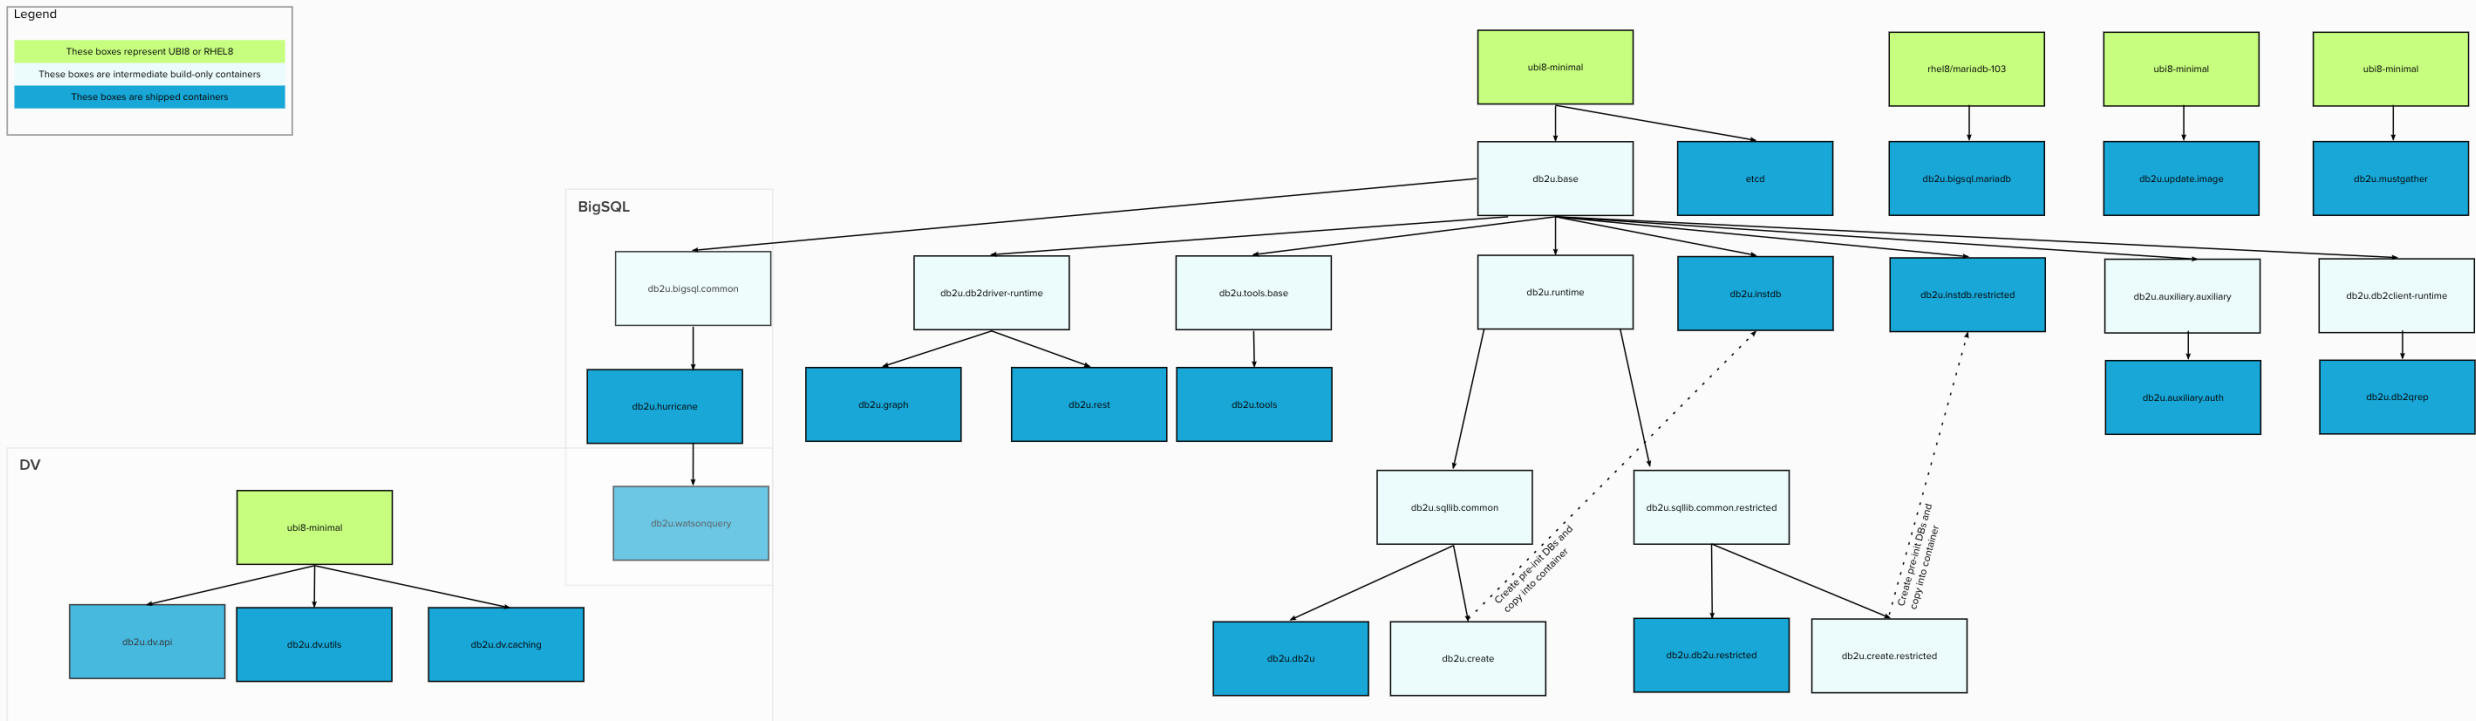 Legend
These boxes represent UBI8 or RHEL8
These boxes are intermediate build-only containers
These boxes are shipped containers
ubi8-minimal
rhel8/mariadb-103
ubi8-minimal
ubi8-minimal
db2u.base
etcd
db2u.bigsql.mariadb
db2u.update.image
db2u.mustgather
BigSQL
db2u.bigsql.common
db2u.db2driver-runtime
db2u.tools.base
db2u.runtime
db2u.instdb
db2u.instdb.restricted
db2u.auxiliary.auxiliary
db2u.db2client-runtime
db2u.hurricane
db2u.graph
db2u.rest
db2u.tools
db2u.auxiliary.auth
db2u.db2qrep
DV
ubi8-minimal
db2u.watsonquery
db2u.sqllib.common
db2u.sqllib.common.restricted
Create pre-init DBs and
copy into container
Create pre-init DBs and
copy into container
db2u.dv.api
db2u.dv.utils
db2u.dv.caching
db2u.db2u
db2u.create
db2u.db2u.restricted
db2u.create.restricted